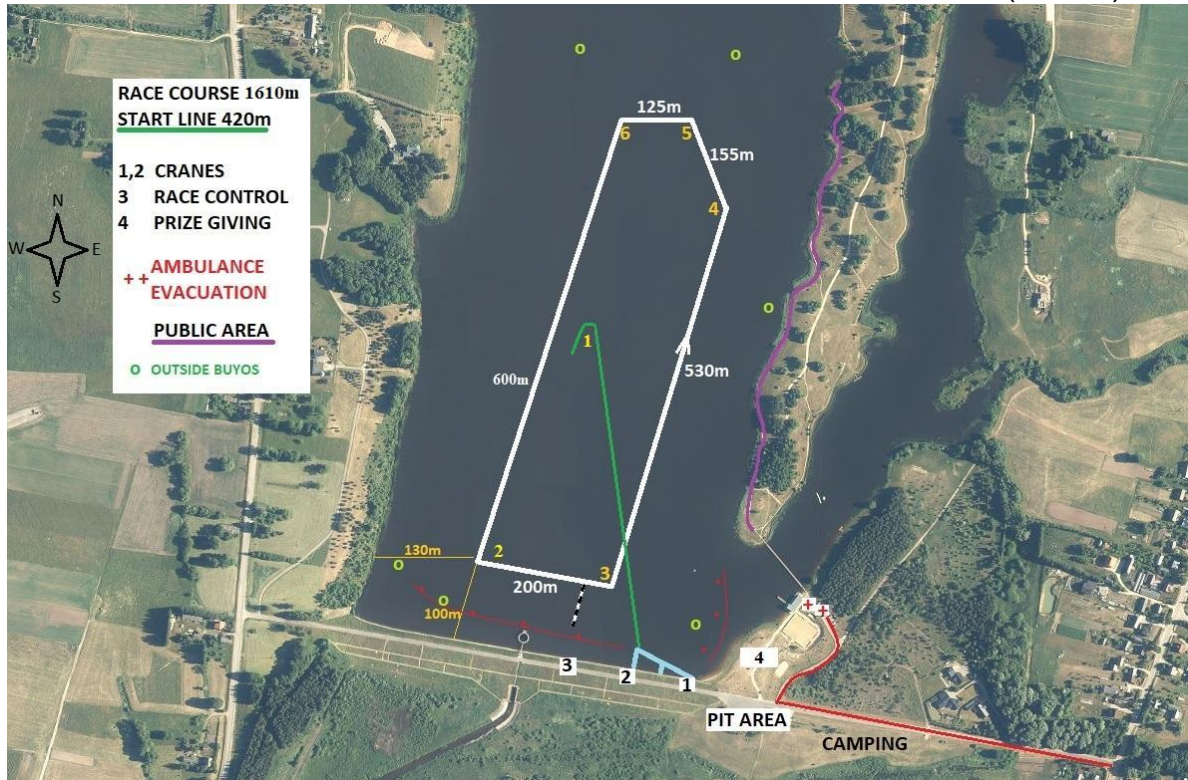 RACE COURSE 1610m
START LINE 420m
1,2 CRANES
3 RACE CONTROL
4 PRIZE GIVING
++ AMBULANCE
EVACUATION
PUBLIC AREA
o OUTSIDE BUYOS
N
W E
S
o
o
125m
6 5
155m
4
o
1
530m
600m
130m
o
2
200m
3
100m
o
o
3
2
1
4
++
PIT AREA
CAMPING